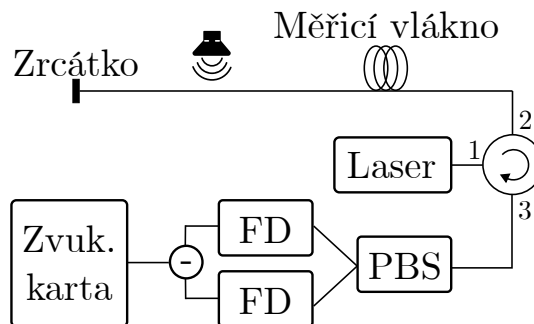 Měřicí vlákno
Zrcátko
2
1
Laser
3
FD
Zvuk.
karta
-
PBS
FD